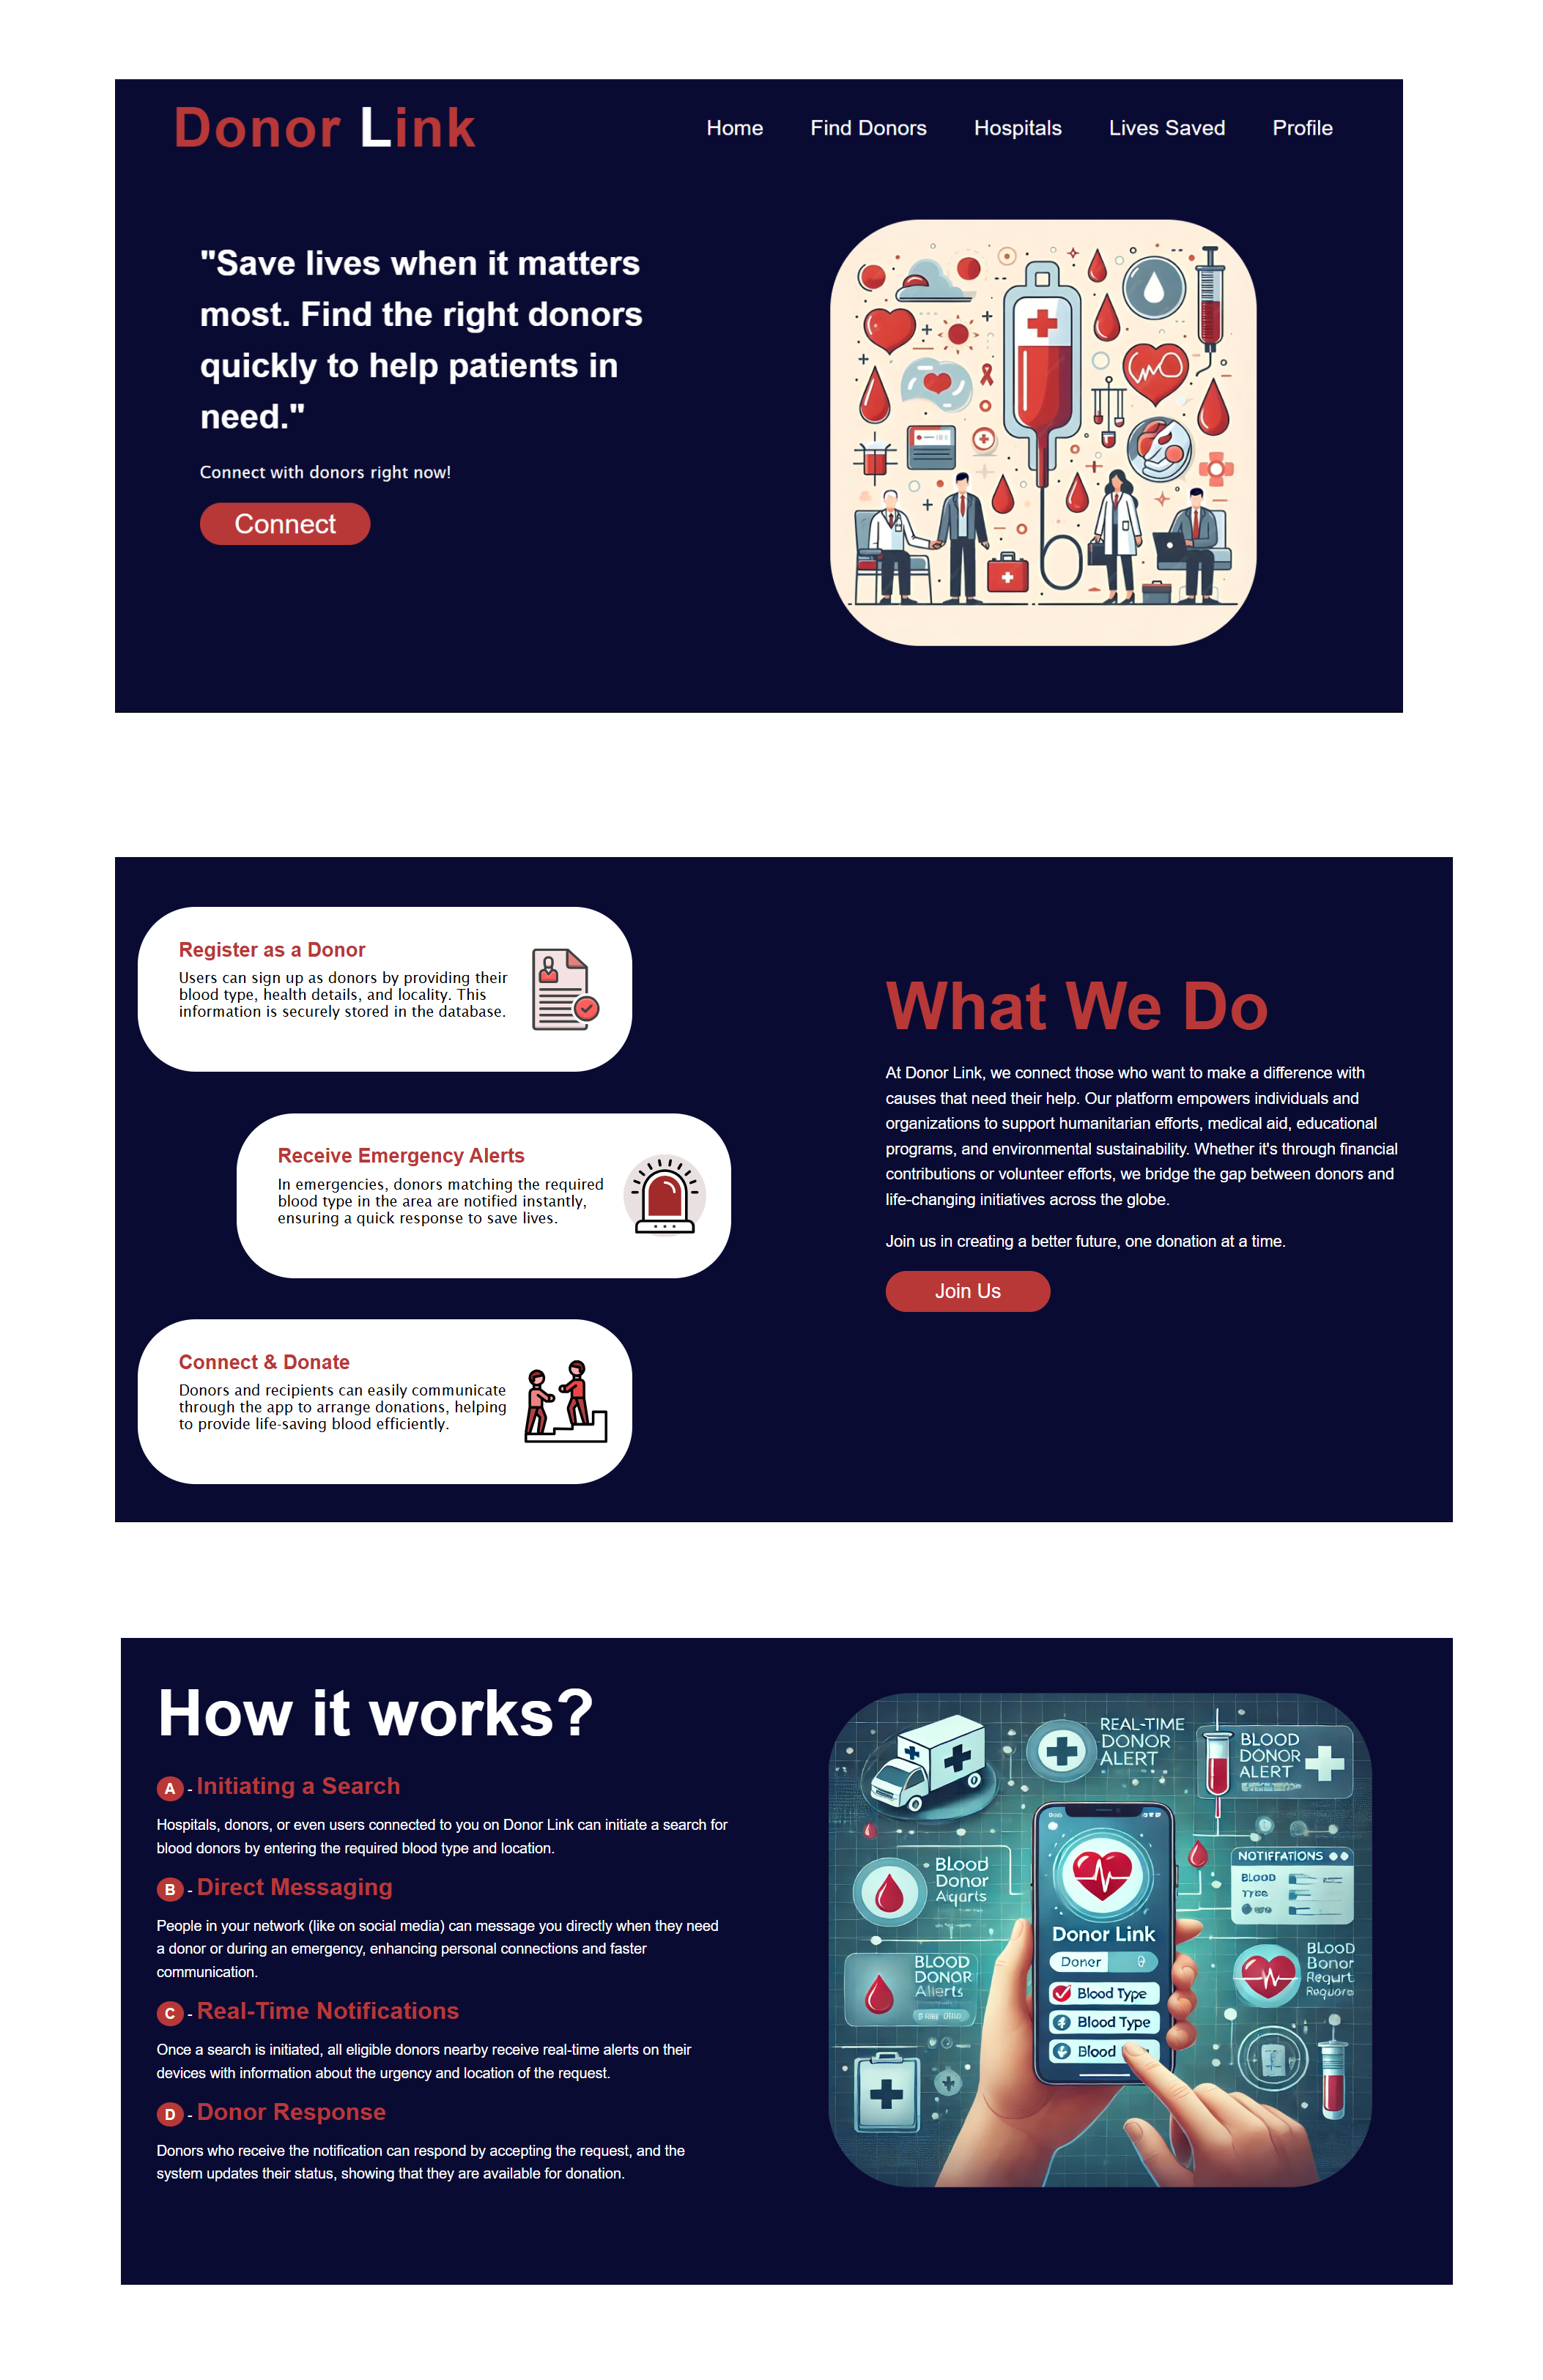 Donor Link
Home Find Donors Hospitals Lives Saved Profile
"Save lives when it matters
most. Find the right donors
quickly to help patients in
need."
Connect with donors right now!
Connect
Register as a Donor
Users can sign up as donors by providing their
blood type, health details, and locality. This
information is securely stored in the database.
Receive Emergency Alerts
In emergencies, donors matching the required
blood type in the area are notified instantly,
ensuring a quick response to save lives.
Connect & Donate
Donors and recipients can easily communicate
through the app to arrange donations, helping
to provide life-saving blood efficiently.
What We Do
At Donor Link, we connect those who want to make a difference with
causes that need their help. Our platform empowers individuals and
organizations to support humanitarian efforts, medical aid, educational
programs, and environmental sustainability. Whether it's through financial
contributions or volunteer efforts, we bridge the gap between donors and
life-changing initiatives across the globe.
Join us in creating a better future, one donation at a time.
Join Us
How it works?
A - Initiating a Search
Hospitals, donors, or even users connected to you on Donor Link can initiate a search for
blood donors by entering the required blood type and location.
B - Direct Messaging
People in your network (like on social media) can message you directly when they need
a donor or during an emergency, enhancing personal connections and faster
communication.
C - Real-Time Notifications
Once a search is initiated, all eligible donors nearby receive real-time alerts on their
devices with information about the urgency and location of the request.
D - Donor Response
Donors who receive the notification can respond by accepting the request, and the
system updates their status, showing that they are available for donation.
REAL-TIME
DONOR
ALERT
BLOOD
DONOR
ALERT
Blood
Donor
Aiqarts
NOTIFFATIONS
BLOOD
TYEE
Donor Link
Doner
Blood Type
Blood Type
Blood
BLOOD
DONOR
Allerts
BLooD
Bonor
Reqùrt